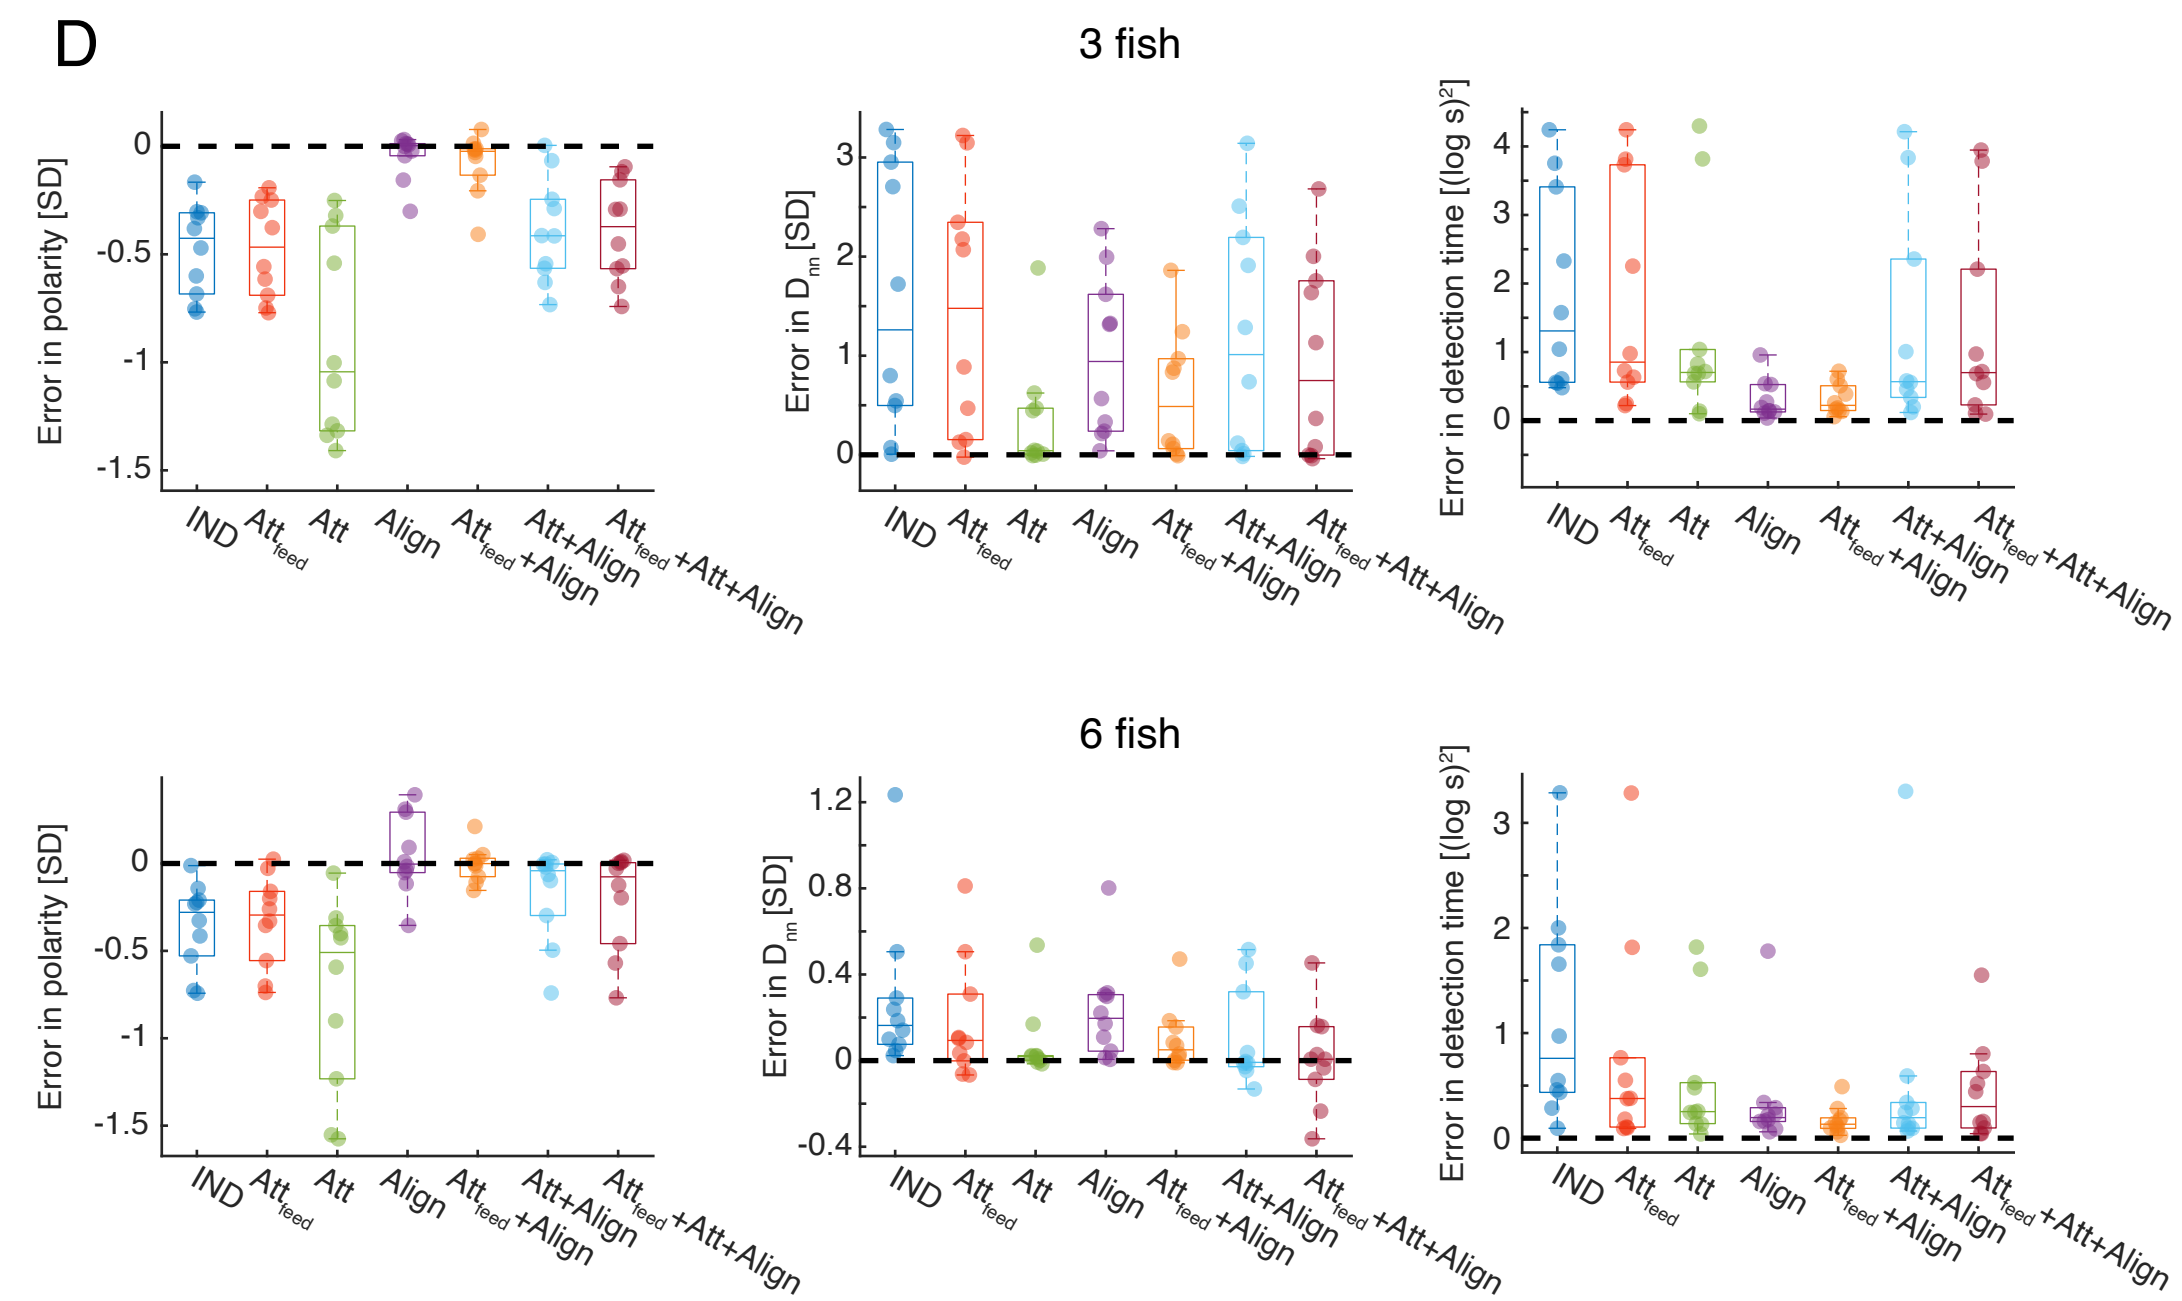 D
3 fish
Error in polarity [SD]
0
-0.5
-1
-1.5
IND
Att_feed
Att
Align
Att_feed+Align
Att+Align
Att_feed+Att+Align
Error in D_nn [SD]
3
2
1
0
IND
Att_feed
Att
Align
Att_feed+Align
Att+Align
Att_feed+Att+Align
Error in detection time [(log s)²]
4
3
2
1
0
IND
Att_feed
Att
Align
Att_feed+Align
Att+Align
Att_feed+Att+Align
6 fish
Error in polarity [SD]
0
-0.5
-1
-1.5
IND
Att_feed
Att
Align
Att_feed+Align
Att+Align
Att_feed+Att+Align
Error in D_nn [SD]
1.2
0.8
0.4
0
-0.4
IND
Att_feed
Att
Align
Att_feed+Align
Att+Align
Att_feed+Att+Align
Error in detection time [(log s)²]
3
2
1
0
IND
Att_feed
Att
Align
Att_feed+Align
Att+Align
Att_feed+Att+Align